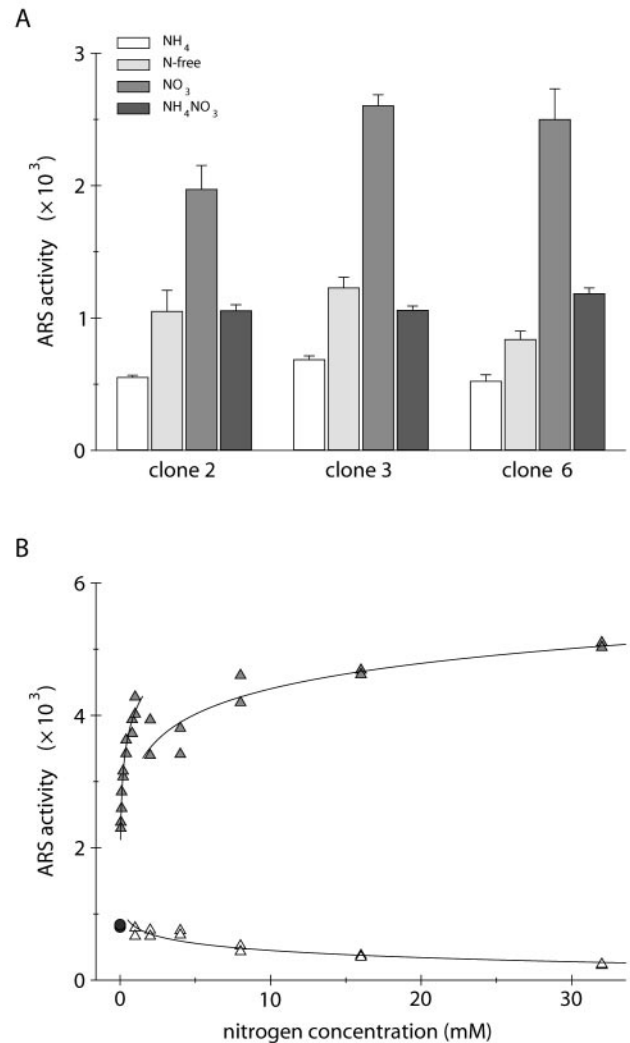 A
NH₄
N-free
NO₃
NH₄NO₃
ARS activity (×10³)
3
2
1
0
clone 2
clone 3
clone 6
B
ARS activity (×10³)
6
4
2
0
0
10
20
30
nitrogen concentration (mM)